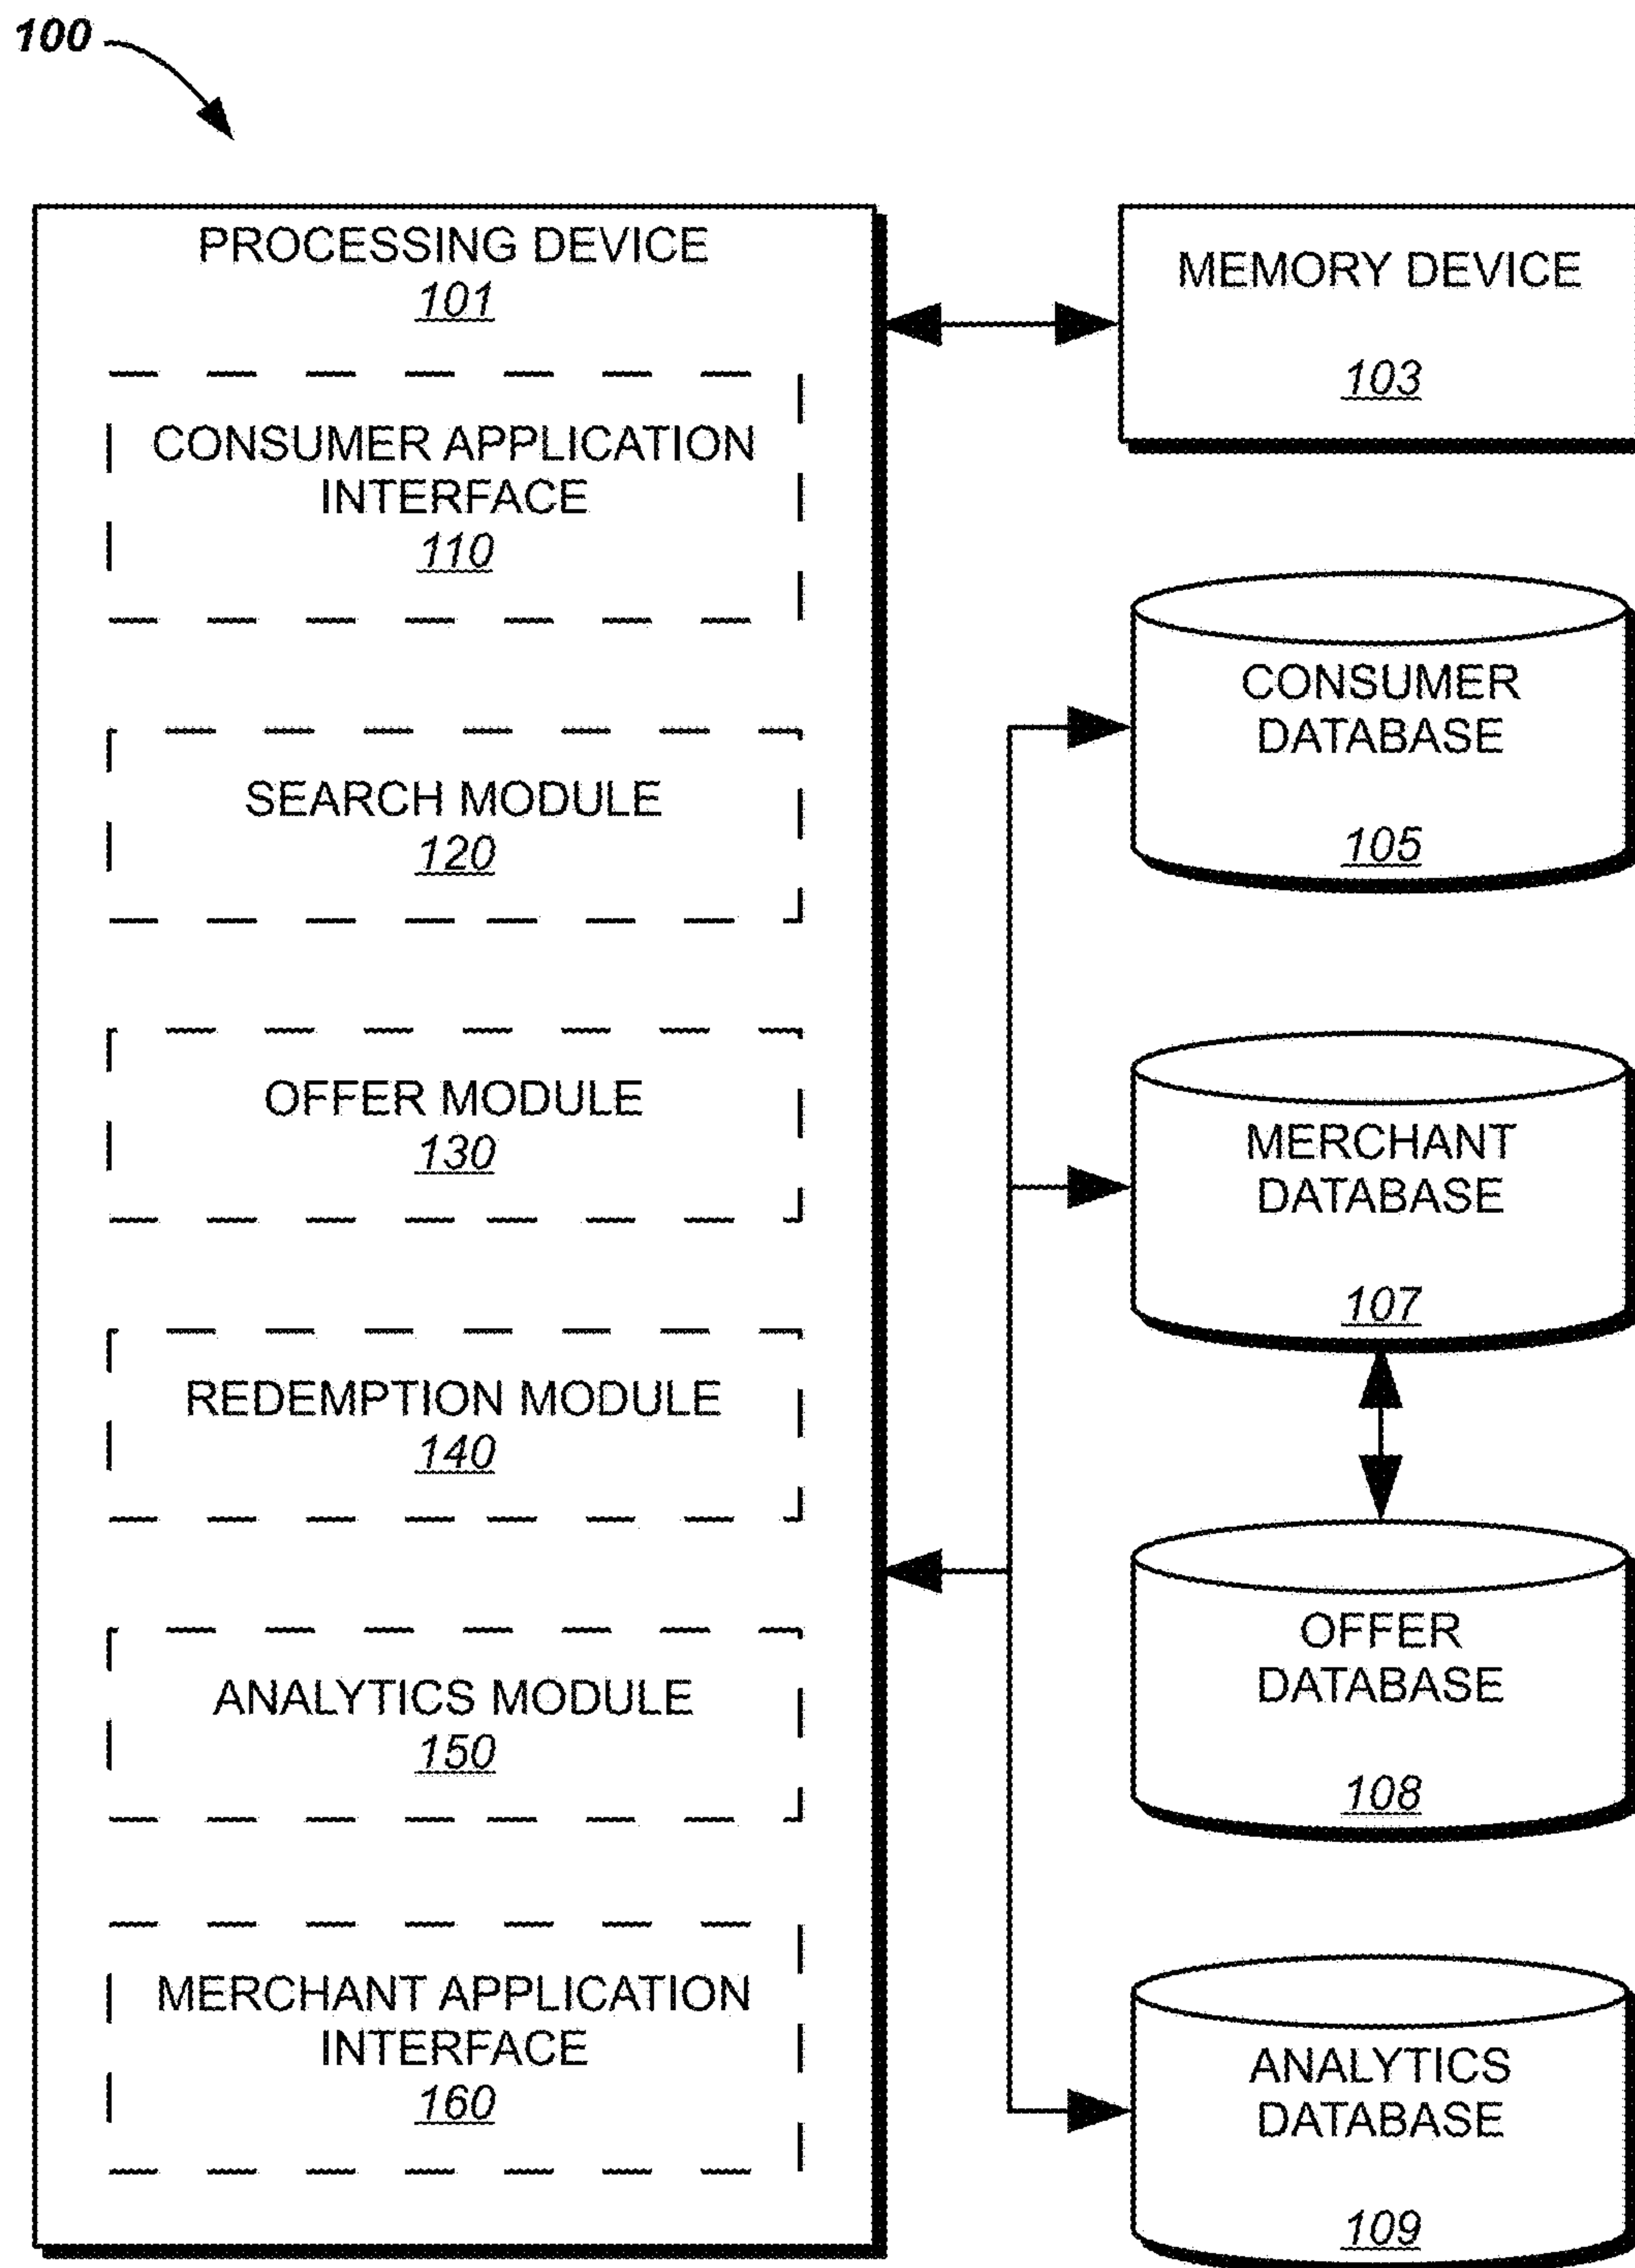 100
PROCESSING DEVICE
101
CONSUMER APPLICATION
INTERFACE
110
SEARCH MODULE
120
OFFER MODULE
130
REDEMPTION MODULE
140
ANALYTICS MODULE
150
MERCHANT APPLICATION
INTERFACE
160
MEMORY DEVICE
103
CONSUMER
DATABASE
105
MERCHANT
DATABASE
107
OFFER
DATABASE
108
ANALYTICS
DATABASE
109